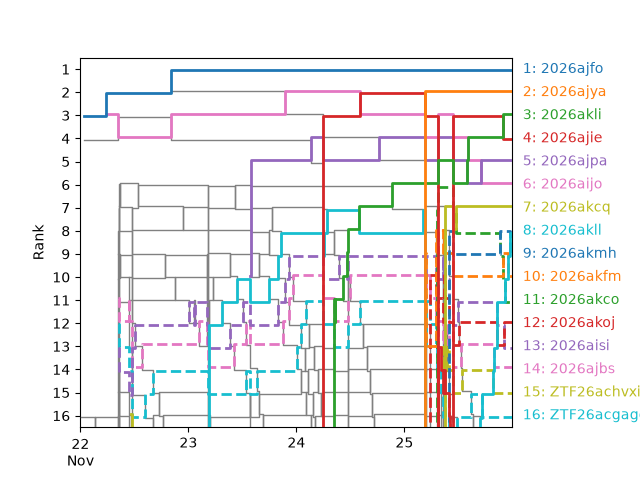 1
2
3
4
5
6
7
8
9
10
11
12
13
14
15
16
Rank
22
23
24
25
Nov
1: 2026ajfo
2: 2026ajya
3: 2026akli
4: 2026ajie
5: 2026ajpa
6: 2026aijo
7: 2026akcq
8: 2026akll
9: 2026akmh
10: 2026akfm
11: 2026akco
12: 2026akoj
13: 2026aisi
14: 2026ajbs
15: ZTF26achvxi
16: ZTF26acgag